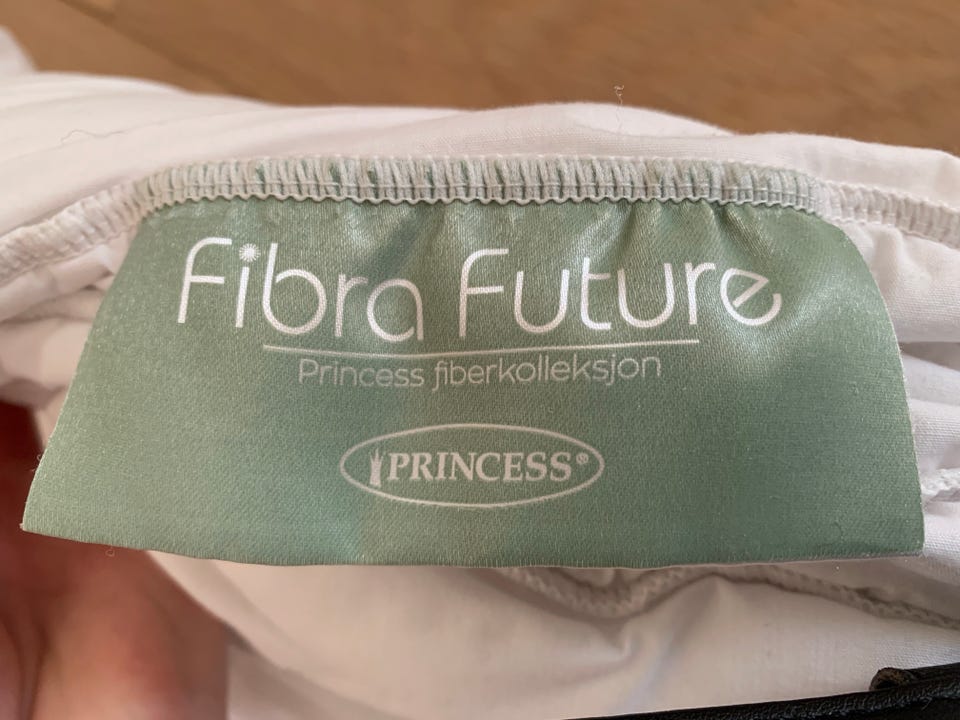 Fibra Future
Princess fiberkolleksjon
PRINCESS®